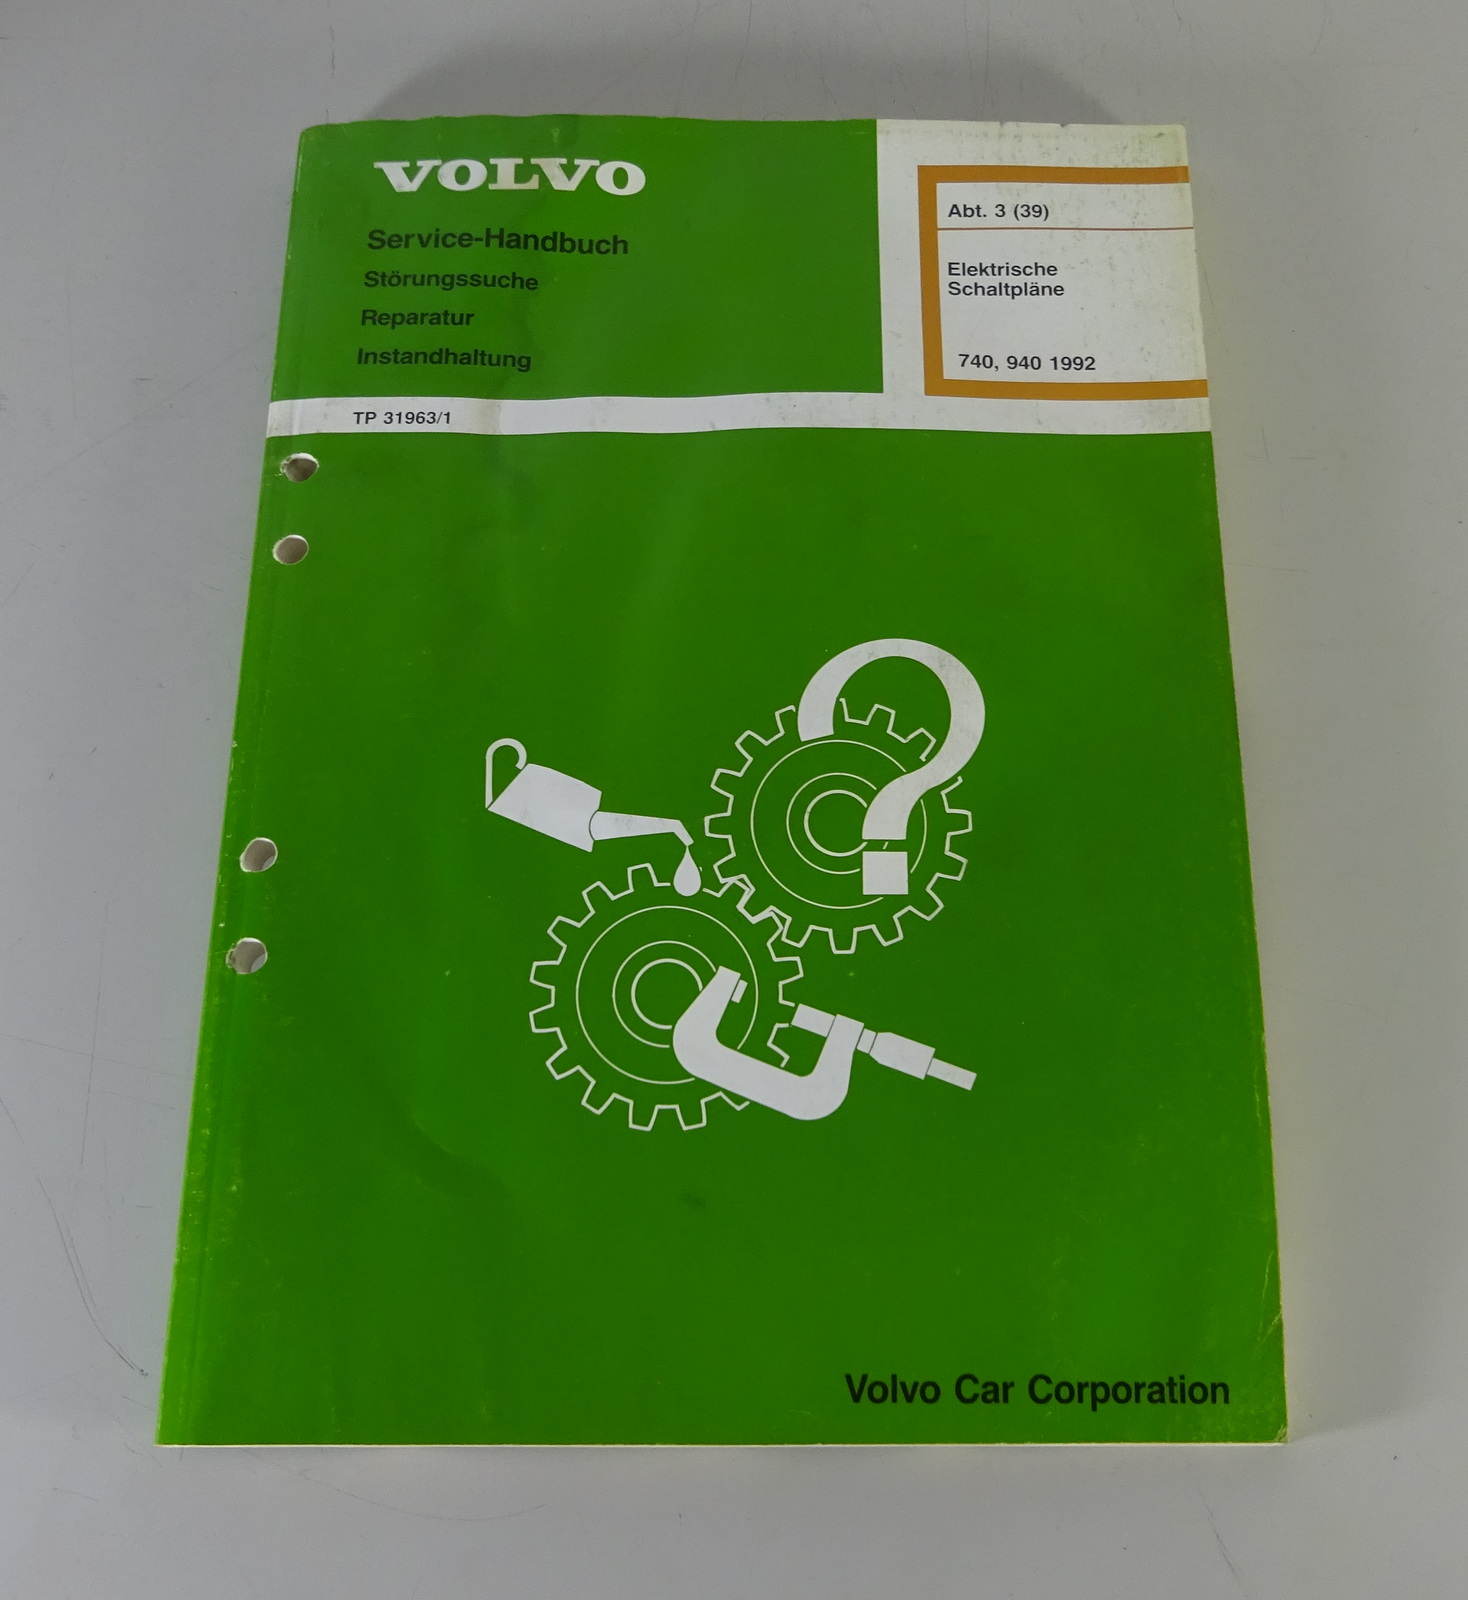 VOLVO
Service-Handbuch
Störungssuche
Reparatur
Instandhaltung
TP 31963/1
Abt. 3 (39)
Elektrische
Schaltpläne
740, 940 1992
?
Volvo Car Corporation